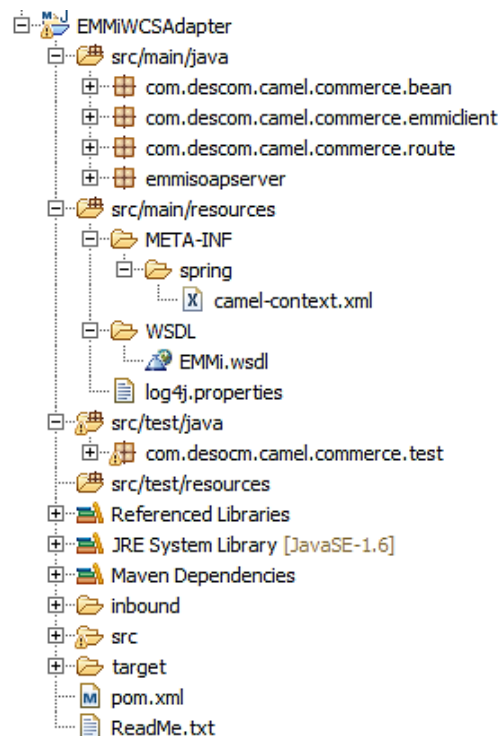 EMMiWCSAdapter
src/main/java
com.descom.camel.commerce.bean
com.descom.camel.commerce.emmiclient
com.descom.camel.commerce.route
emmisoapserver
src/main/resources
META-INF
spring
camel-context.xml
WSDL
EMMi.wsdl
log4j.properties
src/test/java
com.desocm.camel.commerce.test
src/test/resources
Referenced Libraries
JRE System Library [JavaSE-1.6]
Maven Dependencies
inbound
src
target
pom.xml
ReadMe.txt